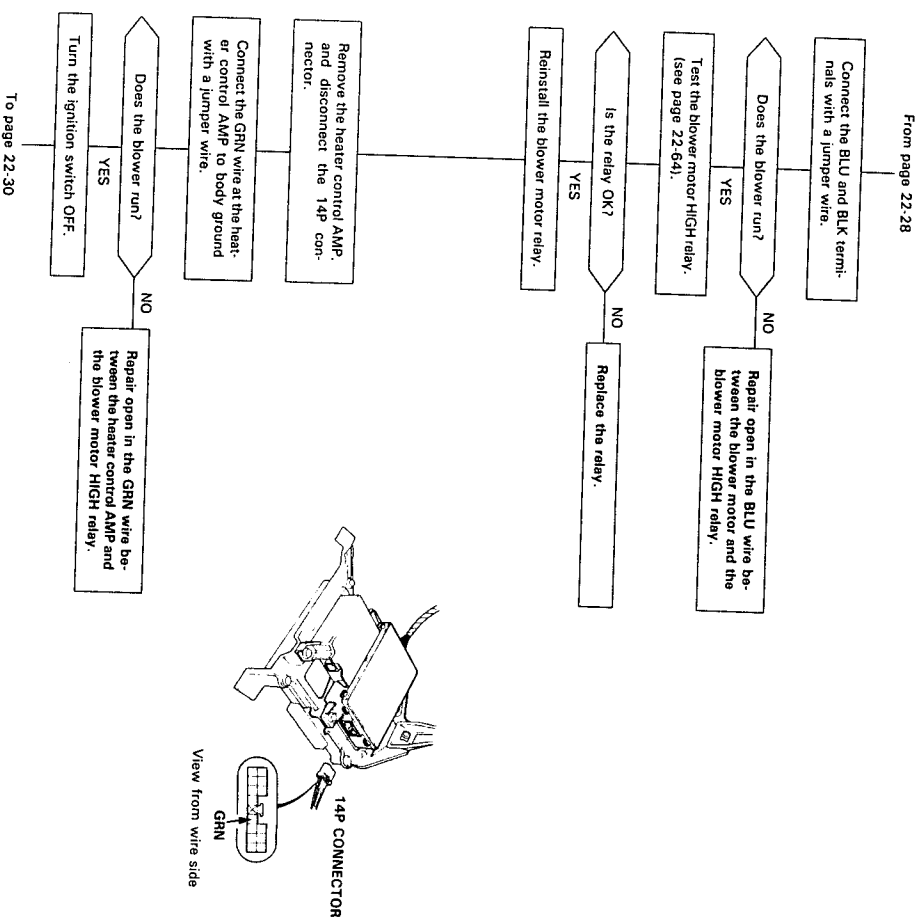 From page 22-28
Connect the BLU and BLK termi-
nals with a jumper wire.
Does the blower run?
NO
Repair open in the BLU wire be-
tween the blower motor and the
blower motor HIGH relay.
YES
Test the blower motor HIGH relay.
(see page 22-64).
Is the relay OK?
NO
Replace the relay.
YES
Reinstall the blower motor relay.
Remove the heater control AMP.
and disconnect the 14P con-
nector.
Connect the GRN wire at the heat-
er control AMP to body ground
with a jumper wire.
Does the blower run?
NO
Repair open in the GRN wire be-
tween the heater control AMP and
the blower motor HIGH relay.
YES
Turn the ignition switch OFF.
To page 22-30
14P CONNECTOR
GRN
View from wire side